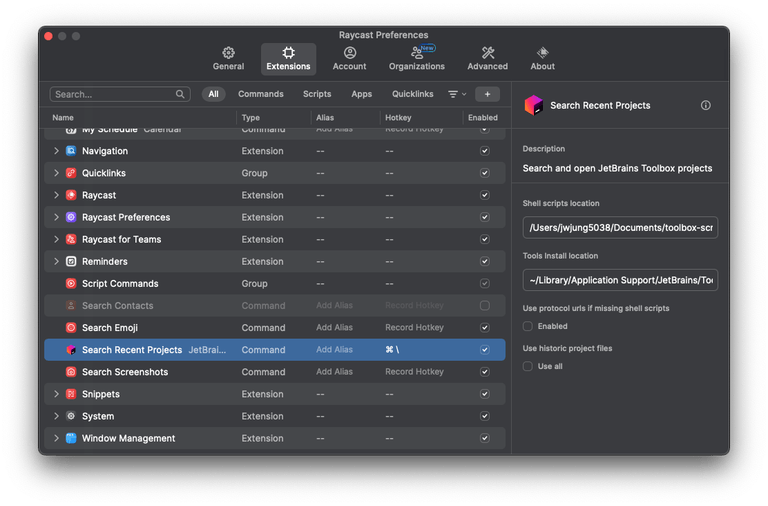 Raycast Preferences
General
Extensions
Account
New
Organizations
Advanced
About
Search...
All
Commands
Scripts
Apps
Quicklinks
+
Name Type Alias Hotkey Enabled
My Schedule Calendar Command Add Alias Record Hotkey
Navigation Extension -- --
Quicklinks Group -- --
Raycast Extension -- --
Raycast Preferences Extension -- --
Raycast for Teams Extension -- --
Reminders Extension -- --
Script Commands Group -- --
Search Contacts Command Add Alias Record Hotkey
Search Emoji Command Add Alias Record Hotkey
Search Recent Projects JetBrai... Command Add Alias ⌘ \
Search Screenshots Command Add Alias Record Hotkey
Snippets Extension -- --
System Extension -- --
Window Management Extension -- --
Search Recent Projects
Description
Search and open JetBrains Toolbox projects
Shell scripts location
/Users/jwjung5038/Documents/toolbox-scr
Tools Install location
~/Library/Application Support/JetBrains/Too
Use protocol urls if missing shell scripts
Enabled
Use historic project files
Use all